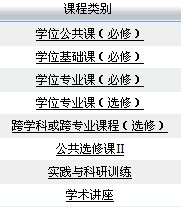 课程类别
学位公共课（必修）
学位基础课（必修）
学位专业课（必修）
学位专业课（选修）
跨学科或跨专业课程（选修）
公共选修课II
实践与科研训练
学术讲座